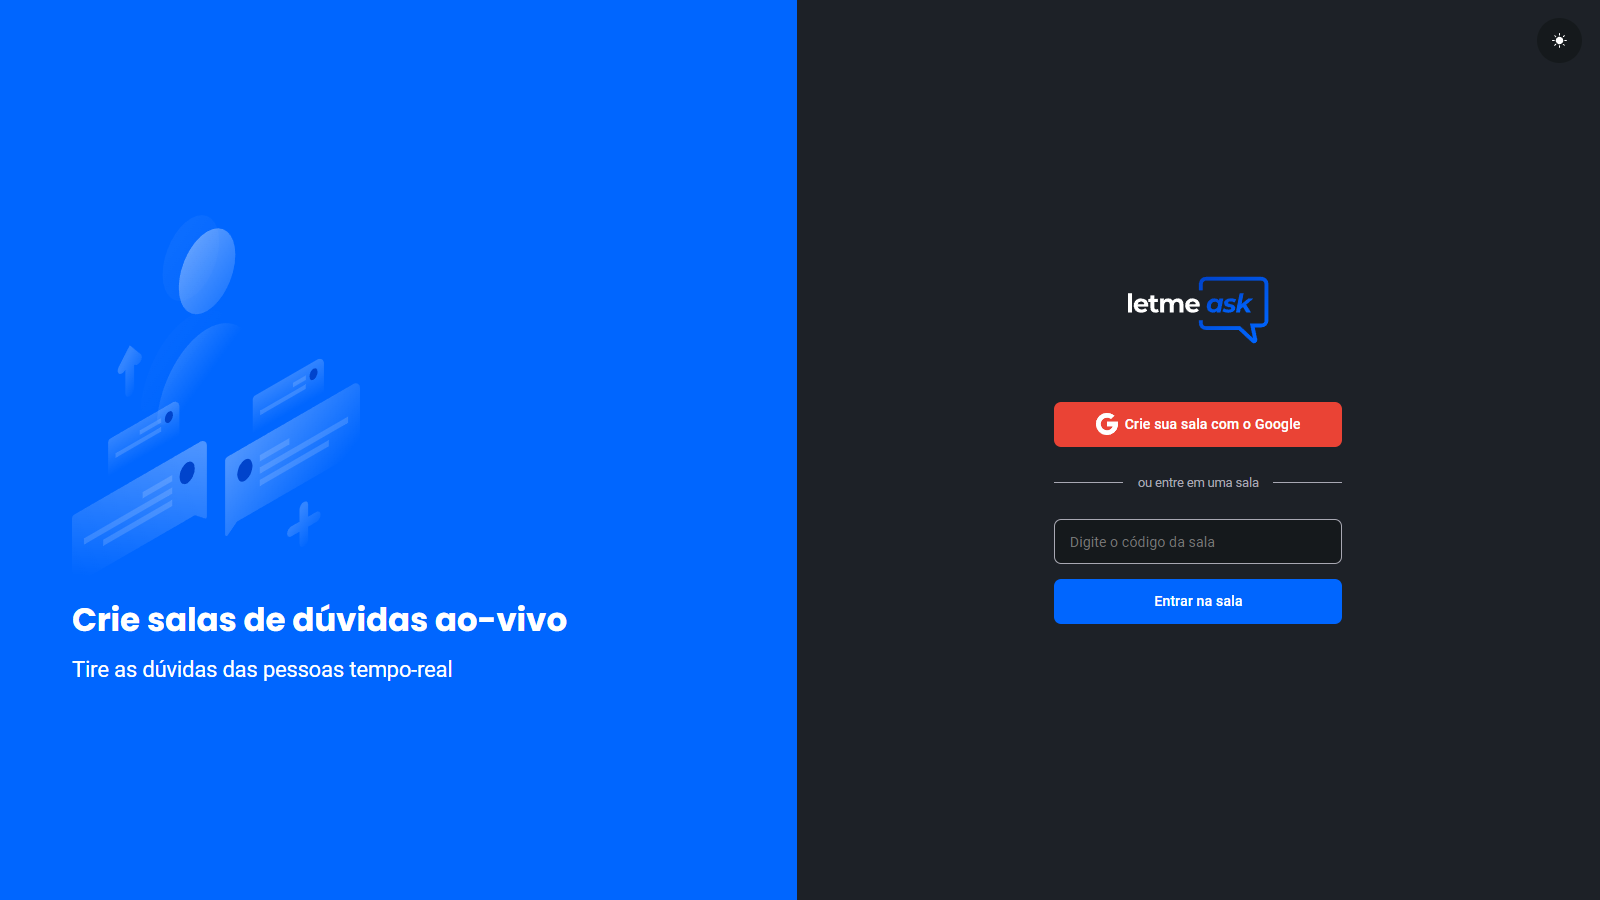 Crie salas de dúvidas ao-vivo
Tire as dúvidas das pessoas tempo-real
letme ask
Crie sua sala com o Google
ou entre em uma sala
Digite o código da sala
Entrar na sala